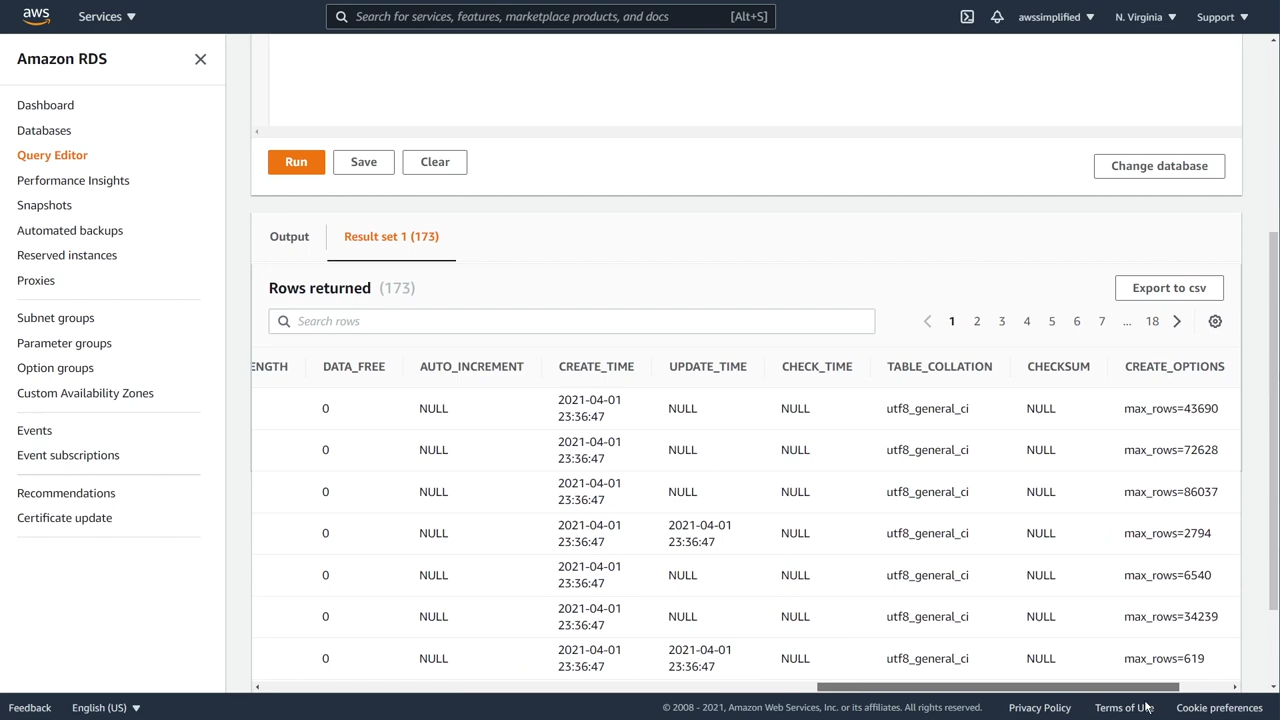 aws
Services
Search for services, features, marketplace products, and docs
[Alt+S]
awssimplified
N. Virginia
Support
Amazon RDS
Dashboard
Databases
Query Editor
Performance Insights
Snapshots
Automated backups
Reserved instances
Proxies
Subnet groups
Parameter groups
Option groups
Custom Availability Zones
Events
Event subscriptions
Recommendations
Certificate update
Run
Save
Clear
Change database
Output
Result set 1 (173)
Rows returned (173)
Export to csv
Search rows
1 2 3 4 5 6 7 ... 18
ENGTH DATA_FREE AUTO_INCREMENT CREATE_TIME UPDATE_TIME CHECK_TIME TABLE_COLLATION CHECKSUM CREATE_OPTIONS
0 NULL 2021-04-01 23:36:47 NULL NULL utf8_general_ci NULL max_rows=43690
0 NULL 2021-04-01 23:36:47 NULL NULL utf8_general_ci NULL max_rows=72628
0 NULL 2021-04-01 23:36:47 NULL NULL utf8_general_ci NULL max_rows=86037
0 NULL 2021-04-01 23:36:47 2021-04-01 23:36:47 NULL utf8_general_ci NULL max_rows=2794
0 NULL 2021-04-01 23:36:47 NULL NULL utf8_general_ci NULL max_rows=6540
0 NULL 2021-04-01 23:36:47 NULL NULL utf8_general_ci NULL max_rows=34239
0 NULL 2021-04-01 23:36:47 2021-04-01 23:36:47 NULL utf8_general_ci NULL max_rows=619
Feedback
English (US)
© 2008 - 2021, Amazon Web Services, Inc. or its affiliates. All rights reserved.
Privacy Policy
Terms of Use
Cookie preferences